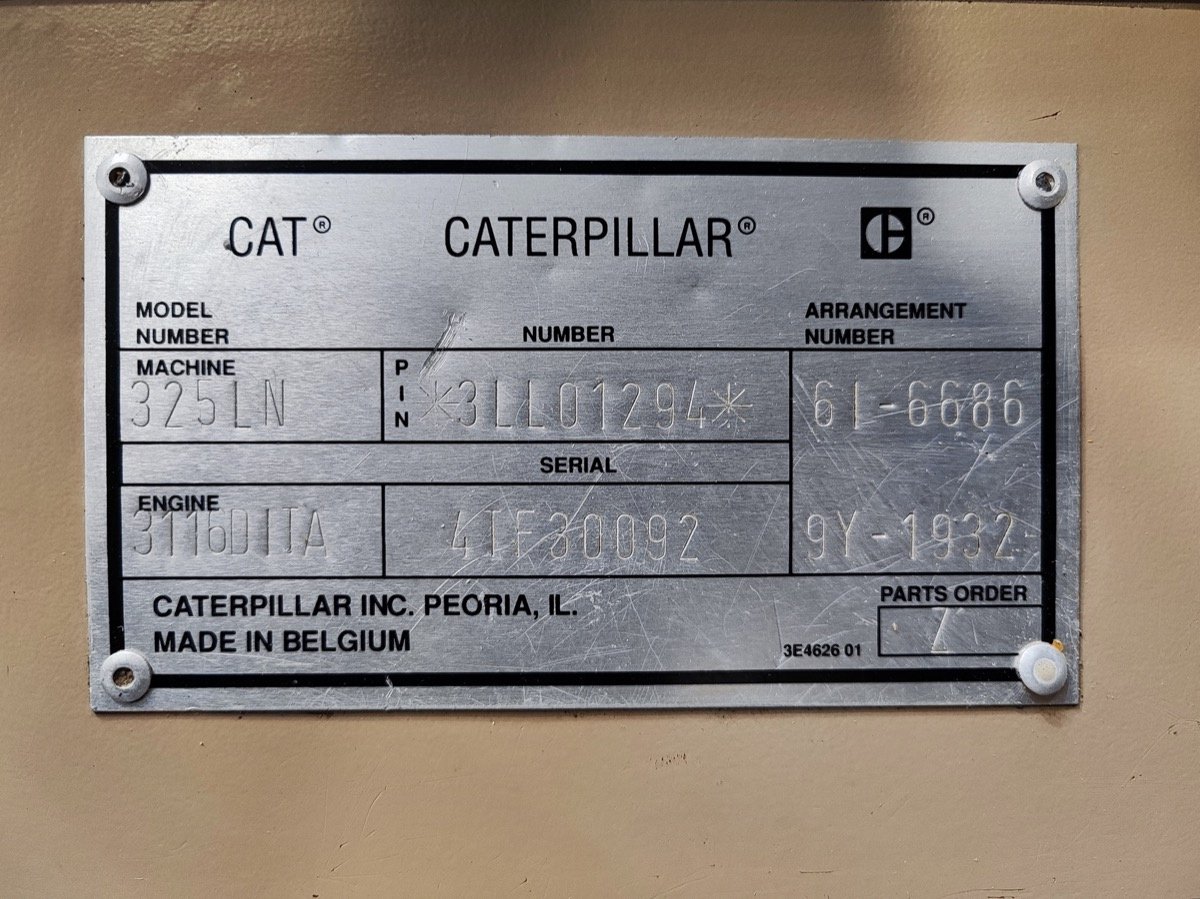 CAT® CATERPILLAR® ®
MODEL NUMBER NUMBER ARRANGEMENT NUMBER
MACHINE PIN
325LN *3LL01294* 6I-6686
SERIAL
ENGINE
3116DITA 4TF30092 9Y-1932
CATERPILLAR INC. PEORIA, IL.
PARTS ORDER
MADE IN BELGIUM
3E4626 01 Z